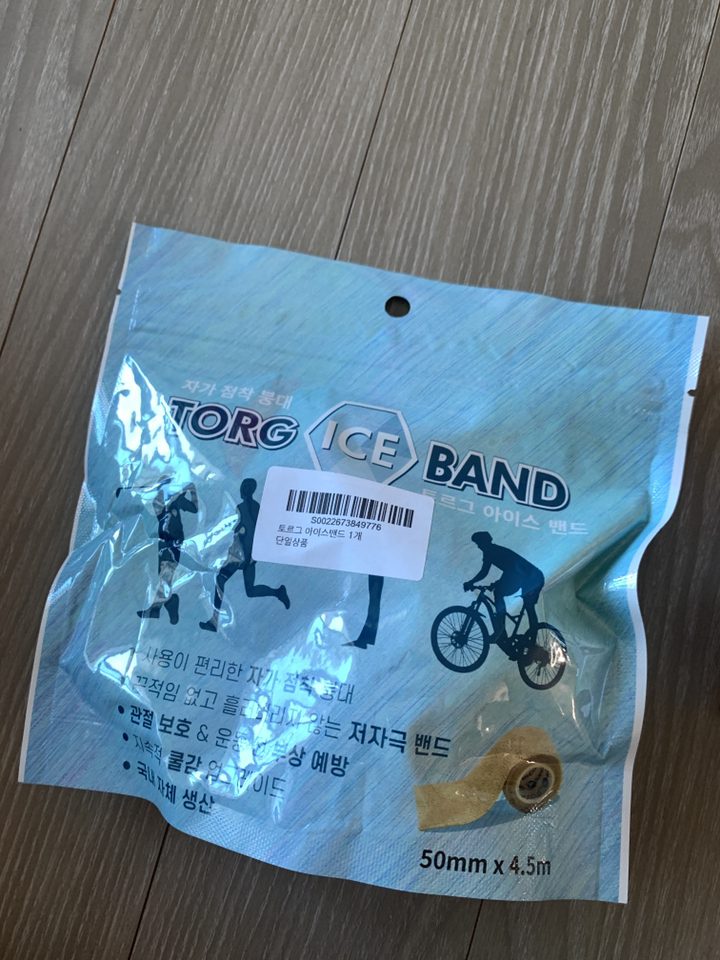 자가 점착 붕대
TORG ICE BAND
토르그 아이스 밴드
S0022673849776
토르그 아이스밴드 1개
단일상품
사용이 편리한 자가 점착 붕대
끈적임 없고 흘러내리지 않는 저자극 밴드
• 관절 보호 & 운동 부상 예방
• 지속적 쿨감
• 국내 자체 생산
50mm x 4.5m